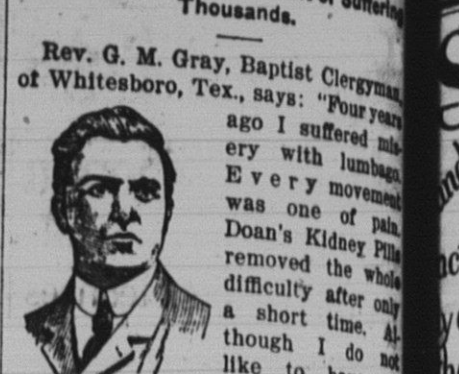 Suffering
Thousands.
Rev. G. M. Gray, Baptist Clergyman,
of Whitesboro, Tex., says: "Four years
ago I suffered mis-
ery with lumbago.
Every movement
was one of pain.
Doan's Kidney Pills
removed the whole
difficulty after only
a short time. Al-
though I do not
like to